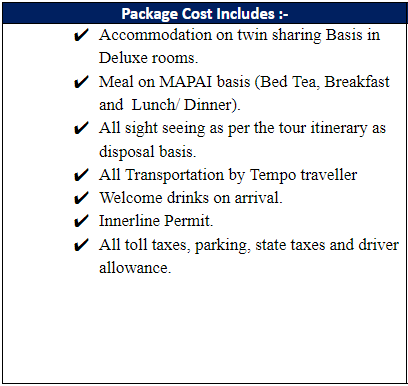 Package Cost Includes :-
✔ Accommodation on twin sharing Basis in
Deluxe rooms.
✔ Meal on MAPAI basis (Bed Tea, Breakfast
and Lunch/ Dinner).
✔ All sight seeing as per the tour itinerary as
disposal basis.
✔ All Transportation by Tempo traveller
✔ Welcome drinks on arrival.
✔ Innerline Permit.
✔ All toll taxes, parking, state taxes and driver
allowance.